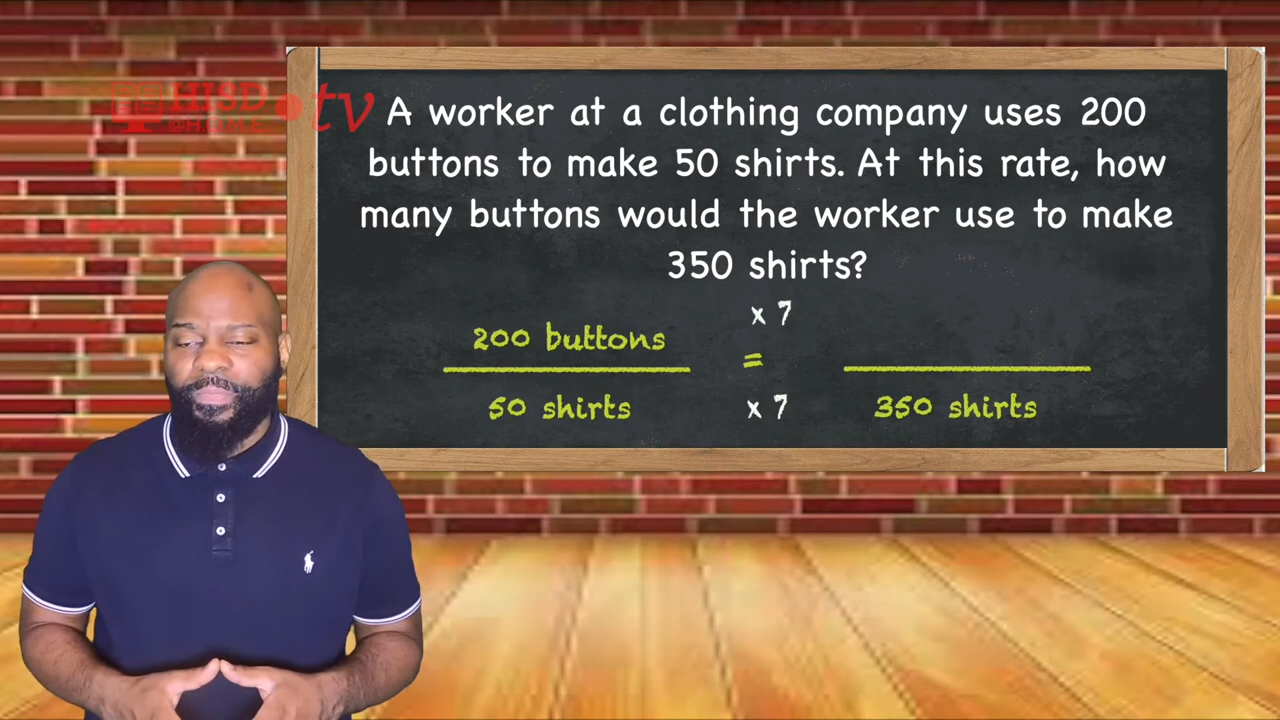 HISD
@H.O.M.E.
.tv
A worker at a clothing company uses 200
buttons to make 50 shirts. At this rate, how
many buttons would the worker use to make
350 shirts?
x 7
200 buttons
=
50 shirts
x 7
350 shirts